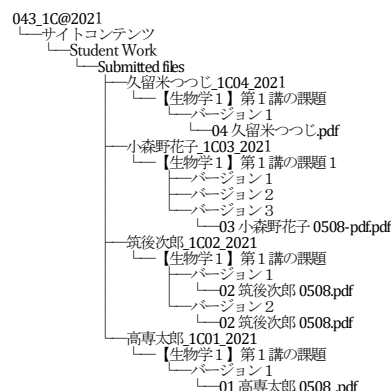 043_1C@2021
サイトコンテンツ
Student Work
Submitted files
久留米つつじ_1C04_2021
【生物学1】第1講の課題
バージョン1
04 久留米つつじ.pdf
小森野花子_1C03_2021
【生物学1】第1講の課題1
バージョン1
バージョン2
バージョン3
03 小森野花子 0508-pdf.pdf
筑後次郎_1C02_2021
【生物学1】第1講の課題
バージョン1
02 筑後次郎 0508.pdf
バージョン2
02 筑後次郎 0508.pdf
高専太郎_1C01_2021
【生物学1】第1講の課題
バージョン1
01 高専太郎 0508 .pdf